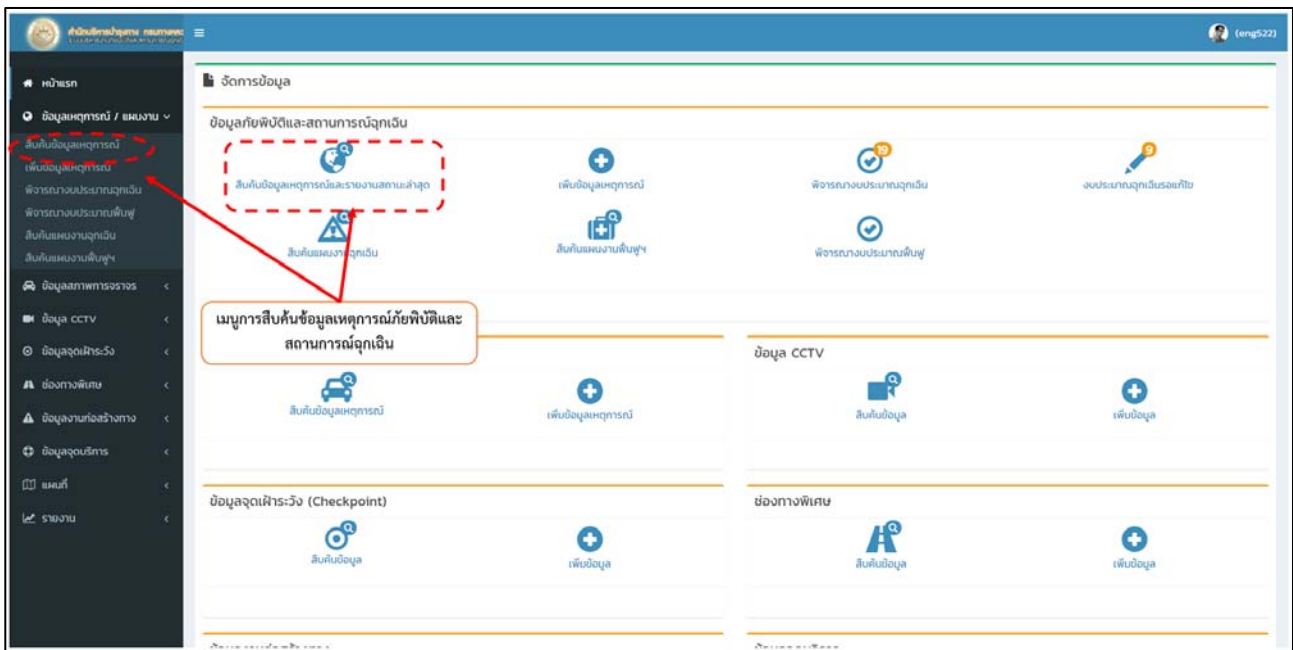 สำนักบริหารบำรุงทาง
(eng522)
หน้าแรก
ข้อมูลเหตุการณ์ / แผนงาน
สืบค้นข้อมูลเหตุการณ์
เพิ่มข้อมูลเหตุการณ์
พิจารณางบประมาณฉุกเฉิน
พิจารณางบประมาณฟื้นฟู
สืบค้นแผนงานฉุกเฉิน
สืบค้นแผนงานฟื้นฟูฯ
ข้อมูลสภาพการจราจร
ข้อมูล CCTV
ข้อมูลจุดเฝ้าระวัง
ช่องทางพิเศษ
ข้อมูลงานก่อสร้างทาง
ข้อมูลจุดบริการ
แผนที่
รายงาน
จัดการข้อมูล
ข้อมูลภัยพิบัติและสถานการณ์ฉุกเฉิน
19
9
สืบค้นข้อมูลเหตุการณ์และรายงานสถานะล่าสุด
เพิ่มข้อมูลเหตุการณ์
พิจารณางบประมาณฉุกเฉิน
งบประมาณฉุกเฉินรอแก้ไข
สืบค้นแผนงานฉุกเฉิน
สืบค้นแผนงานฟื้นฟูฯ
พิจารณางบประมาณฟื้นฟู
เมนูการสืบค้นข้อมูลเหตุการณ์ภัยพิบัติและ
สถานการณ์ฉุกเฉิน
ข้อมูล CCTV
สืบค้นข้อมูลเหตุการณ์
เพิ่มข้อมูลเหตุการณ์
สืบค้นข้อมูล
เพิ่มข้อมูล
ข้อมูลจุดเฝ้าระวัง (Checkpoint)
ช่องทางพิเศษ
สืบค้นข้อมูล
เพิ่มข้อมูล
สืบค้นข้อมูล
เพิ่มข้อมูล